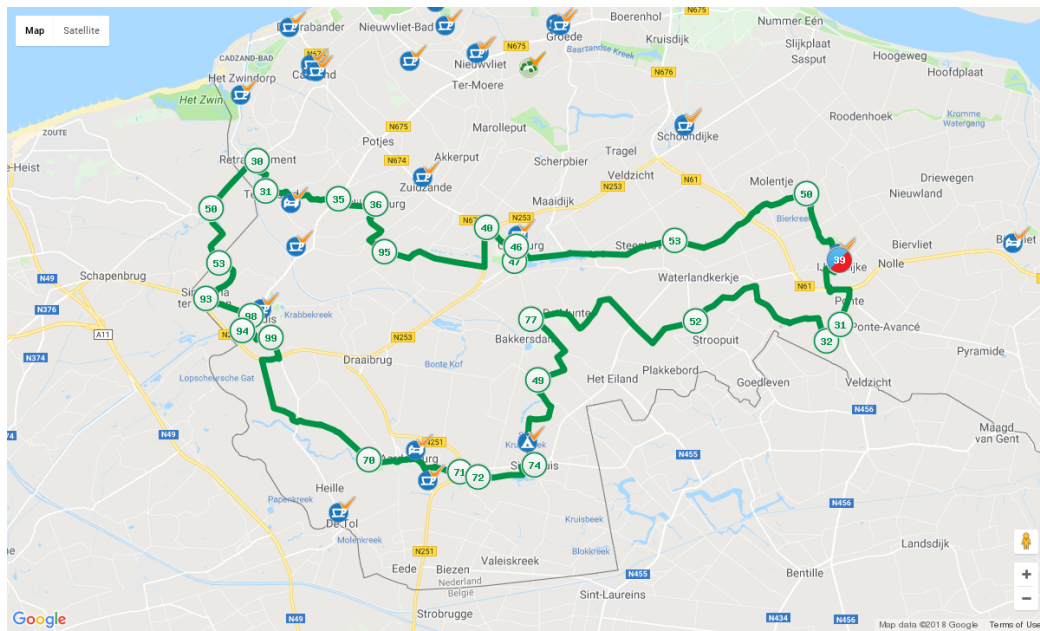 Map
Satellite
Nieuwvliet-Bad
Boerenhol
Nummer Eén
N675
Groede
Kruisdijk
Slijkplaat
Sasput
Hoogeweg
Hoofdplaat
CADZAND-BAD
Nieuwvliet
N675
Baarzandse Kreek
N676
Het Zwindorp
Ter-Moere
Het Zwin
Kromme
Watergang
Roodenhoek
Marolleput
N675
ZOUTE
Potjes
Tragel
Schoondijke
Akkerput
Scherpbier
N674
30
Zuidzande
Veldzicht
N61
Molentje
Driewegen
Nieuwland
31
35
36
N253
50
50
Maaidijk
N253
40
46
47
53
95
Bierkreek
Biervliet
Nolle
39
53
Schapenbrug
N49
N376
Waterlandkerkje
N61
Ponte
93
98
94
99
Krabbekreek
A11
N374
N253
77
52
31
32
Ponte-Avancé
Bakkersdam
Stroopuit
Pyramide
Draaibrug
Bonte Kof
Lopscheursche Gat
49
Het Eiland
Plakkebord
Goedleven
Veldzicht
N456
N49
N251
Maagd
van Gent
70
71
72
74
N455
Heille
Papenkreek
N456
De Tol
Molenkreek
Kruisbeek
Blokkreek
Landsdijk
N251
Eede
Biezen
Valeiskreek
Nederland
België
N455
Bentille
Sint-Laureins
Strobrugge
N49
N434
N456
Google
Map data ©2018 Google
Terms of Use